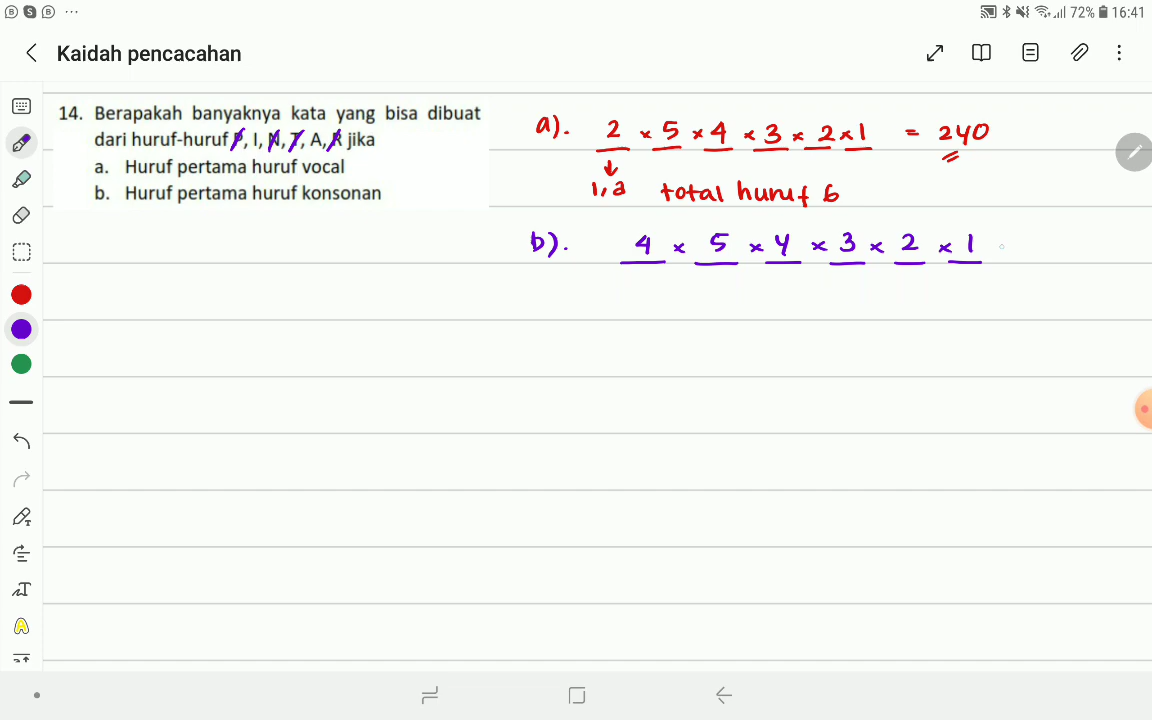 72% 16:41
Kaidah pencacahan
14. Berapakah banyaknya kata yang bisa dibuat
dari huruf-huruf P, I, N, T, A, R jika
a. Huruf pertama huruf vocal
b. Huruf pertama huruf konsonan
a). 2 × 5 × 4 × 3 × 2 × 1 = 240
1, a total huruf 6
b). 4 × 5 × 4 × 3 × 2 × 1